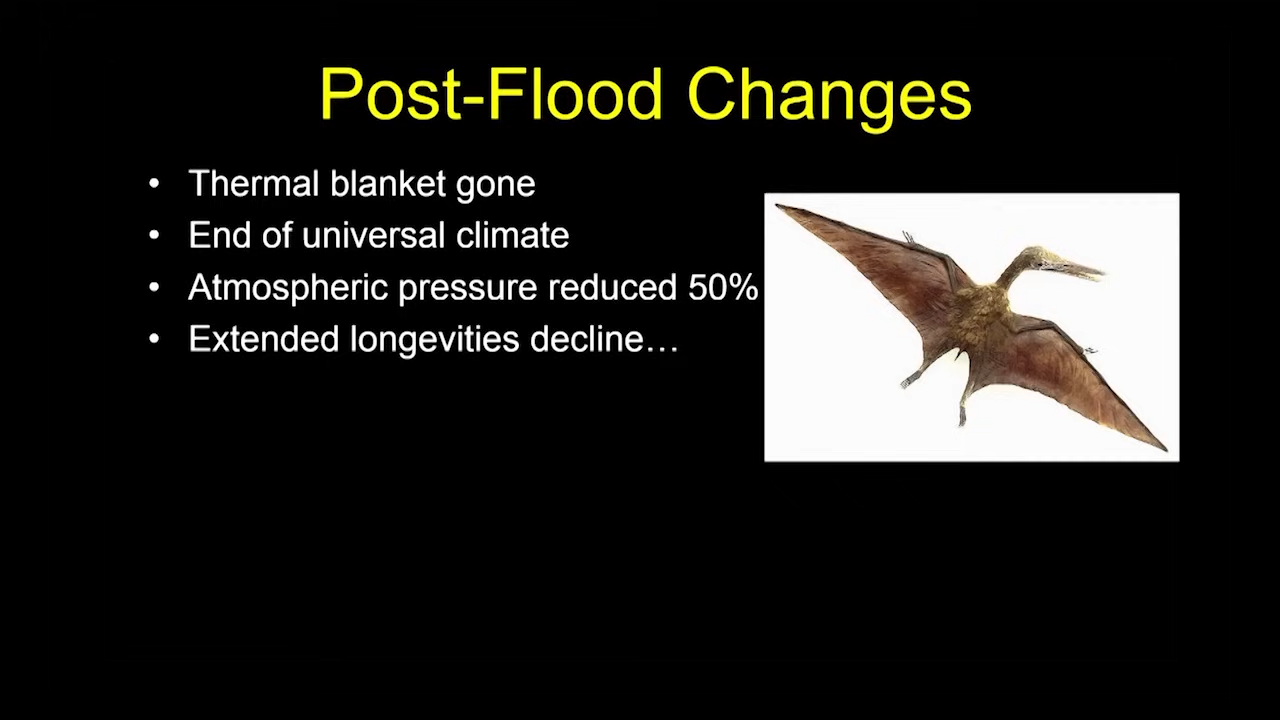 Post-Flood Changes
• Thermal blanket gone
• End of universal climate
• Atmospheric pressure reduced 50%
• Extended longevities decline…